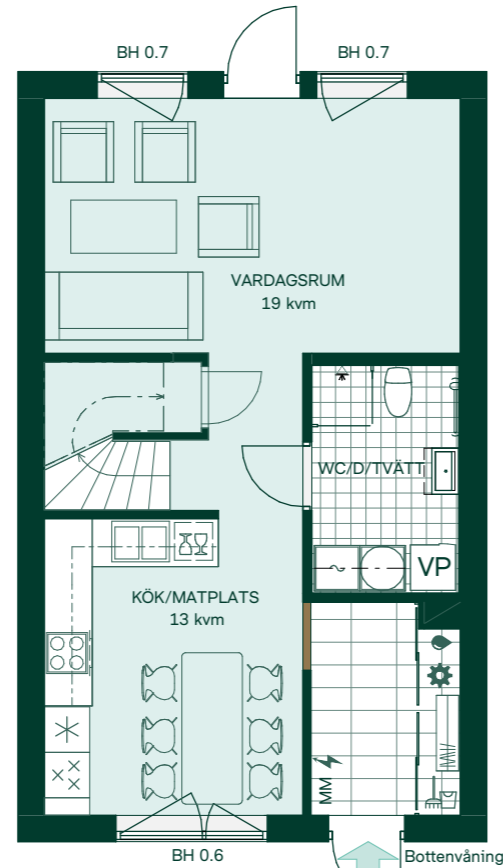 BH 0.7
BH 0.7
VARDAGSRUM
19 kvm
WC/D/TVÄTT
VP
KÖK/MATPLATS
13 kvm
MM
BH 0.6
Bottenvåning